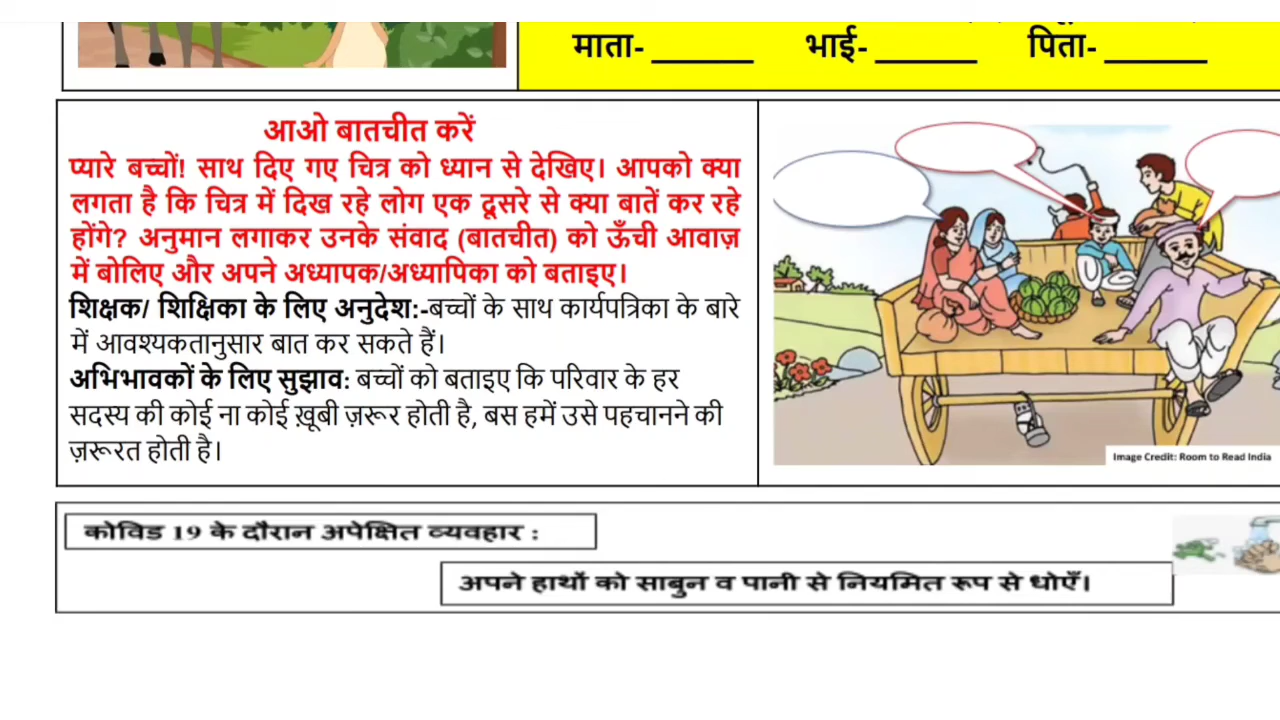 माता- ______ भाई- ______ पिता- ______
आओ बातचीत करें
प्यारे बच्चों! साथ दिए गए चित्र को ध्यान से देखिए। आपको क्या
लगता है कि चित्र में दिख रहे लोग एक दूसरे से क्या बातें कर रहे
होंगे? अनुमान लगाकर उनके संवाद (बातचीत) को ऊँची आवाज़
में बोलिए और अपने अध्यापक/अध्यापिका को बताइए।
शिक्षक/ शिक्षिका के लिए अनुदेश:-बच्चों के साथ कार्यपत्रिका के बारे
में आवश्यकतानुसार बात कर सकते हैं।
अभिभावकों के लिए सुझाव: बच्चों को बताइए कि परिवार के हर
सदस्य की कोई ना कोई ख़ूबी ज़रूर होती है, बस हमें उसे पहचानने की
ज़रूरत होती है।
Image Credit: Room to Read India
कोविड 19 के दौरान अपेक्षित व्यवहार :
अपने हाथों को साबुन व पानी से नियमित रूप से धोएँ।